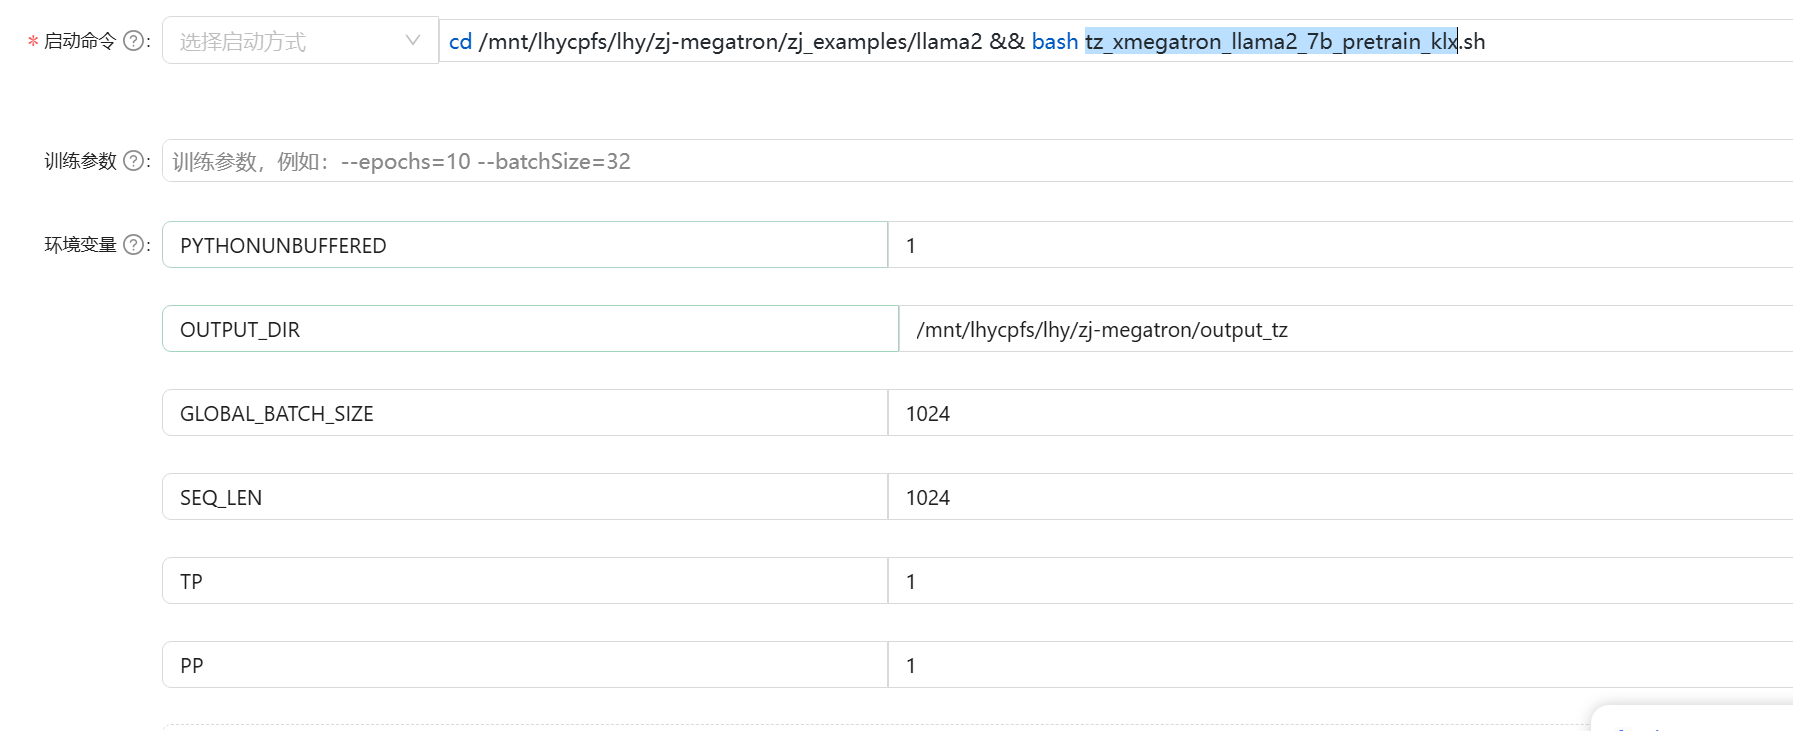 * 启动命令 ?: 选择启动方式 cd /mnt/lhycpfs/lhy/zj-megatron/zj_examples/llama2 && bash tz_xmegatron_llama2_7b_pretrain_klx.sh
训练参数 ?: 训练参数，例如：--epochs=10 --batchSize=32
环境变量 ?: PYTHONUNBUFFERED 1
OUTPUT_DIR /mnt/lhycpfs/lhy/zj-megatron/output_tz
GLOBAL_BATCH_SIZE 1024
SEQ_LEN 1024
TP 1
PP 1